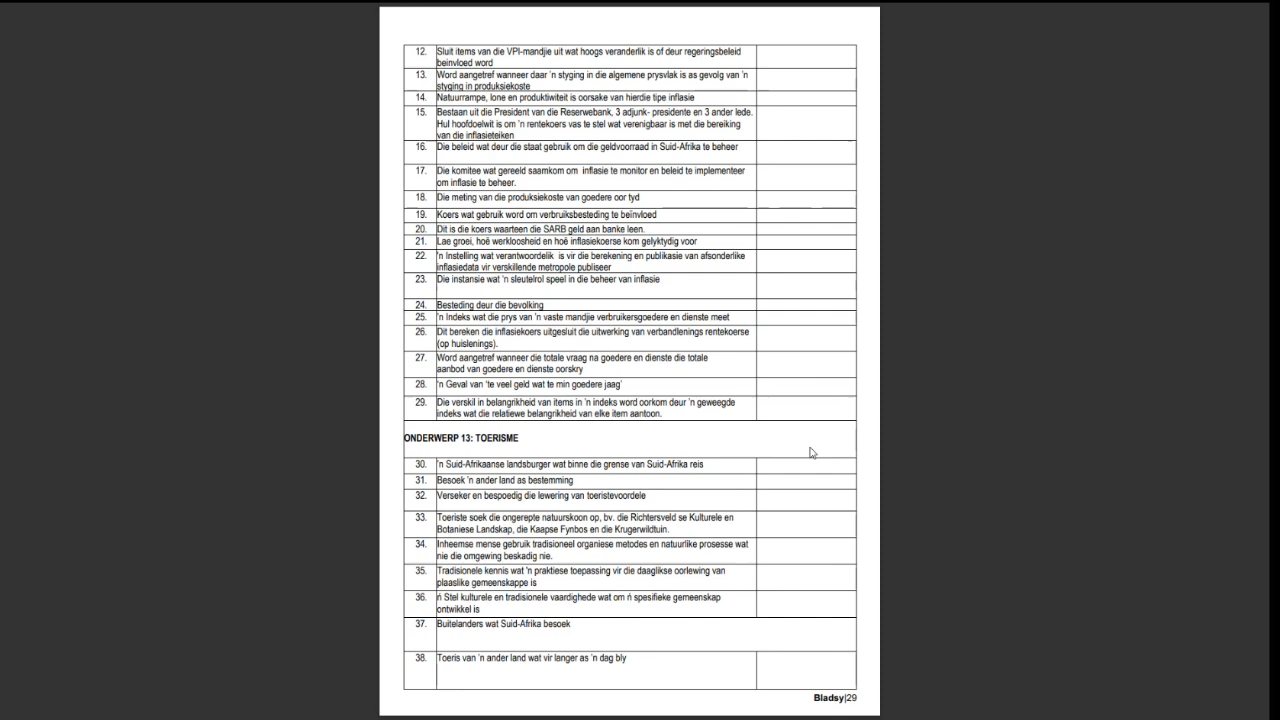 12. Sluit items van die VPI-mandjie uit wat hoogs veranderlik is of deur regeringsbeleid
beinvloed word
13. Word aangetref wanneer daar 'n styging in die algemene prysvlak is as gevolg van 'n
styging in produksiekoste
14. Natuurrampe, lone en produktiwiteit is oorsake van hierdie tipe inflasie
15. Bestaan uit die President van die Reserwebank, 3 adjunk- presidente en 3 ander lede.
Hul hoofdoelwit is om 'n rentekoers vas te stel wat verenigbaar is met die bereiking
van die inflasieteiken
16. Die beleid wat deur die staat gebruik om die geldvoorraad in Suid-Afrika te beheer
17. Die komitee wat gereeld saamkom om inflasie te monitor en beleid te implementeer
om inflasie te beheer.
18. Die meting van die produksiekoste van goedere oor tyd
19. Koers wat gebruik word om verbruiksbesteding te beïnvloed
20. Dit is die koers waarteen die SARB geld aan banke leen.
21. Lae groei, hoë werkloosheid en hoë inflasiekoerse kom gelyktydig voor
22. 'n Instelling wat verantwoordelik is vir die berekening en publikasie van afsonderlike
inflasiedata vir verskillende metropole publiseer
23. Die instansie wat 'n sleutelrol speel in die beheer van inflasie
24. Besteding deur die bevolking
25. 'n Indeks wat die prys van 'n vaste mandjie verbruikersgoedere en dienste meet
26. Dit bereken die inflasiekoers uitgesluit die uitwerking van verbandlenings rentekoerse
(op huislenings).
27. Word aangetref wanneer die totale vraag na goedere en dienste die totale
aanbod van goedere en dienste oorskry
28. 'n Geval van 'te veel geld wat te min goedere jaag'
29. Die verskil in belangrikheid van items in 'n indeks word oorkom deur 'n geweegde
indeks wat die relatiewe belangrikheid van elke item aantoon.
ONDERWERP 13: TOERISME
30. 'n Suid-Afrikaanse landsburger wat binne die grense van Suid-Afrika reis
31. Besoek 'n ander land as bestemming
32. Verseker en bespoedig die lewering van toeristevoordele
33. Toeriste soek die ongerepte natuurskoon op, bv. die Richtersveld se Kulturele en
Botaniese Landskap, die Kaapse Fynbos en die Krugerwildtuin.
34. Inheemse mense gebruik tradisioneel organiese metodes en natuurlike prosesse wat
nie die omgewing beskadig nie.
35. Tradisionele kennis wat 'n praktiese toepassing vir die daaglikse oorlewing van
plaaslike gemeenskappe is
36. ń Stel kulturele en tradisionele vaardighede wat om ń spesifieke gemeenskap
ontwikkel is
37. Buitelanders wat Suid-Afrika besoek
38. Toeris van 'n ander land wat vir langer as 'n dag bly
Bladsy|29